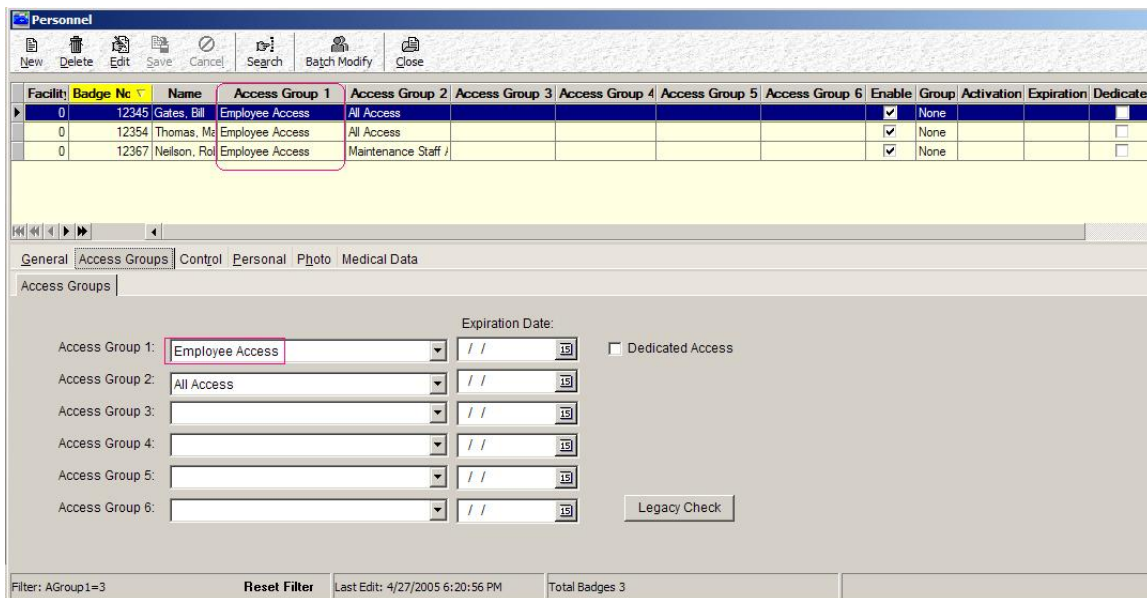 Personnel
New Delete Edit Save Cancel Search Batch Modify Close
Facility Badge No Name Access Group 1 Access Group 2 Access Group 3 Access Group 4 Access Group 5 Access Group 6 Enable Group Activation Expiration Dedicate
0 12345 Gates, Bill Employee Access All Access None
0 12354 Thomas, Ma Employee Access All Access None
0 12367 Neilson, Rol Employee Access Maintenance Staff None
General Access Groups Control Personal Photo Medical Data
Access Groups
Expiration Date:
Access Group 1: Employee Access / / 15 Dedicated Access
Access Group 2: All Access / / 15
Access Group 3: / / 15
Access Group 4: / / 15
Access Group 5: / / 15
Access Group 6: / / 15 Legacy Check
Filter: AGroup1=3 Reset Filter Last Edit: 4/27/2005 6:20:56 PM Total Badges 3